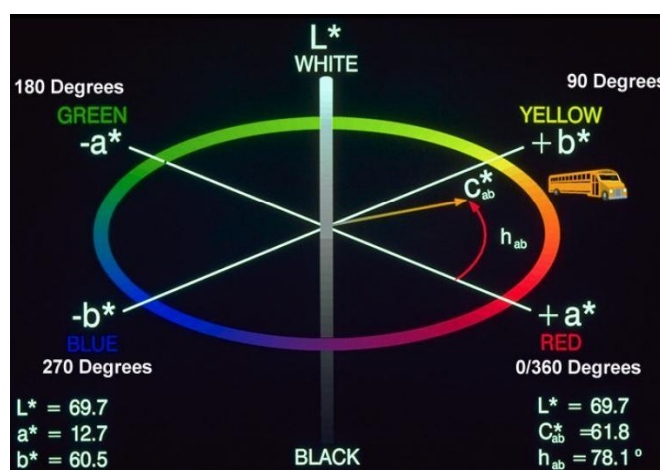 L*
WHITE
180 Degrees
90 Degrees
GREEN
YELLOW
-a*
+b*
C*ab
hab
-b*
+a*
BLUE
RED
270 Degrees
0/360 Degrees
L* = 69.7
a* = 12.7
b* = 60.5
BLACK
L* = 69.7
C*ab =61.8
hab = 78.1 º